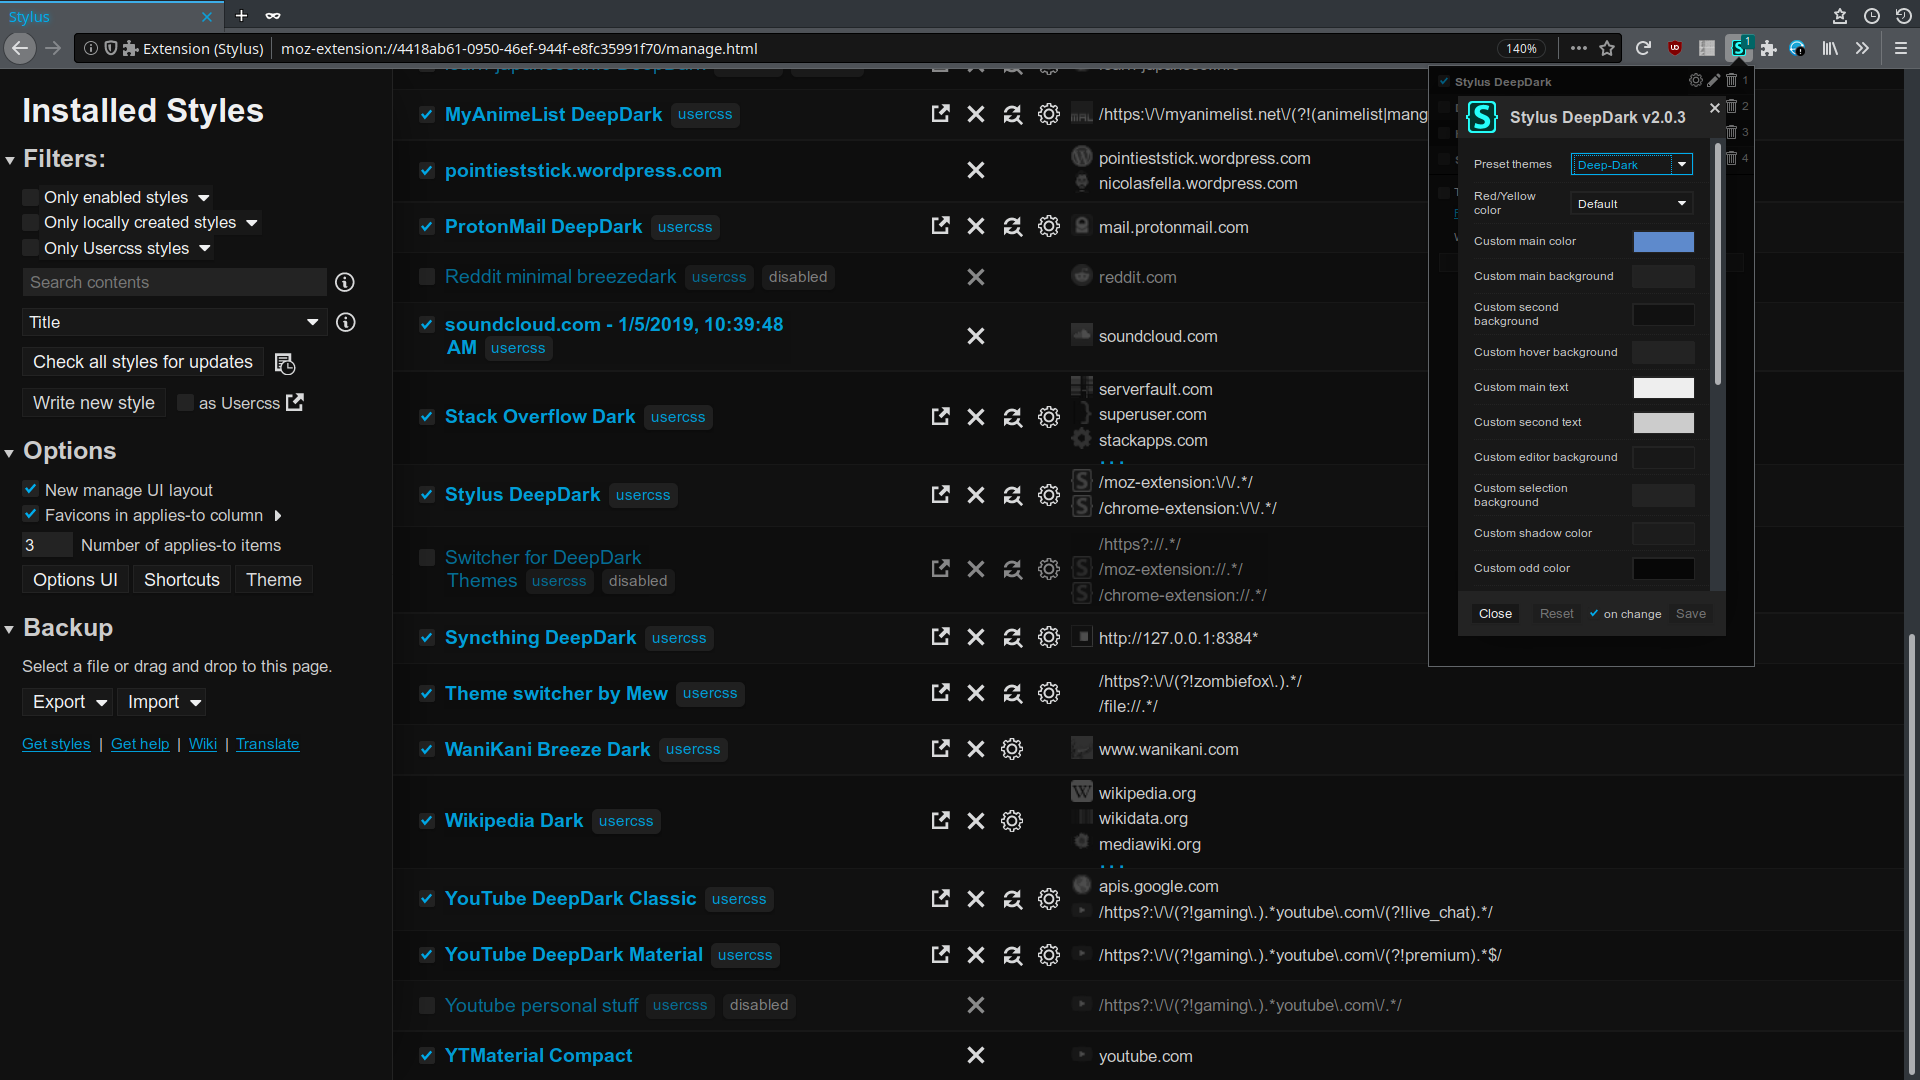 Stylus
Extension (Stylus)
moz-extension://4418ab61-0950-46ef-944f-e8fc35991f70/manage.html
140%
1
Installed Styles
Filters:
Only enabled styles
Only locally created styles
Only Usercss styles
Search contents
Title
Check all styles for updates
Write new style
as Usercss
Options
New manage UI layout
Favicons in applies-to column
3 Number of applies-to items
Options UI Shortcuts Theme
Backup
Select a file or drag and drop to this page.
Export Import
Get styles | Get help | Wiki | Translate
MyAnimeList DeepDark usercss
/https:\/\/myanimelist.net\/(?!(animelist|mang
pointieststick.wordpress.com
pointieststick.wordpress.com
nicolasfella.wordpress.com
ProtonMail DeepDark usercss
mail.protonmail.com
Reddit minimal breezedark usercss disabled
reddit.com
soundcloud.com - 1/5/2019, 10:39:48
AM usercss
soundcloud.com
Stack Overflow Dark usercss
serverfault.com
superuser.com
stackapps.com
...
Stylus DeepDark usercss
/moz-extension:\/\/.*/
/chrome-extension:\/\/.*/
Switcher for DeepDark
Themes usercss disabled
/https?://.*/
/moz-extension://.*/
/chrome-extension://.*/
Syncthing DeepDark usercss
http://127.0.0.1:8384*
Theme switcher by Mew usercss
/https?:\/\/(?!zombiefox\.).*/
/file://.*/
WaniKani Breeze Dark usercss
www.wanikani.com
Wikipedia Dark usercss
wikipedia.org
wikidata.org
mediawiki.org
...
YouTube DeepDark Classic usercss
apis.google.com
/https?:\/\/(?!gaming\.).*youtube\.com\/(?!live_chat).*/
YouTube DeepDark Material usercss
/https?:\/\/(?!gaming\.).*youtube\.com\/(?!premium).*$/
Youtube personal stuff usercss disabled
/https?:\/\/(?!gaming\.).*youtube\.com\/.*/
YTMaterial Compact
youtube.com
Stylus DeepDark
1
2
3
4
Stylus DeepDark v2.0.3
Preset themes Deep-Dark
Red/Yellow
color
Default
Custom main color
Custom main background
Custom second
background
Custom hover background
Custom main text
Custom second text
Custom editor background
Custom selection
background
Custom shadow color
Custom odd color
Close Reset on change Save